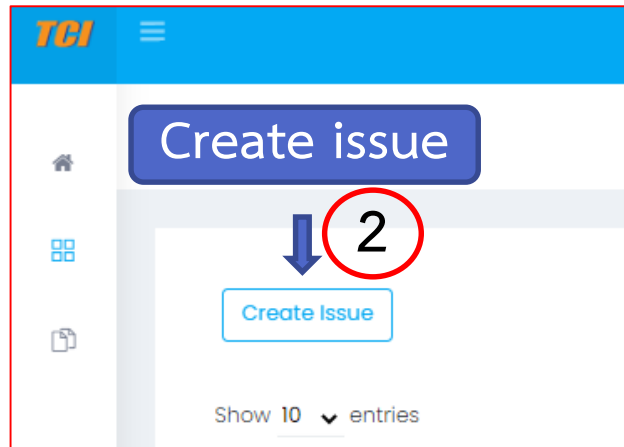 TCI
Create issue
2
Create Issue
Show 10 entries